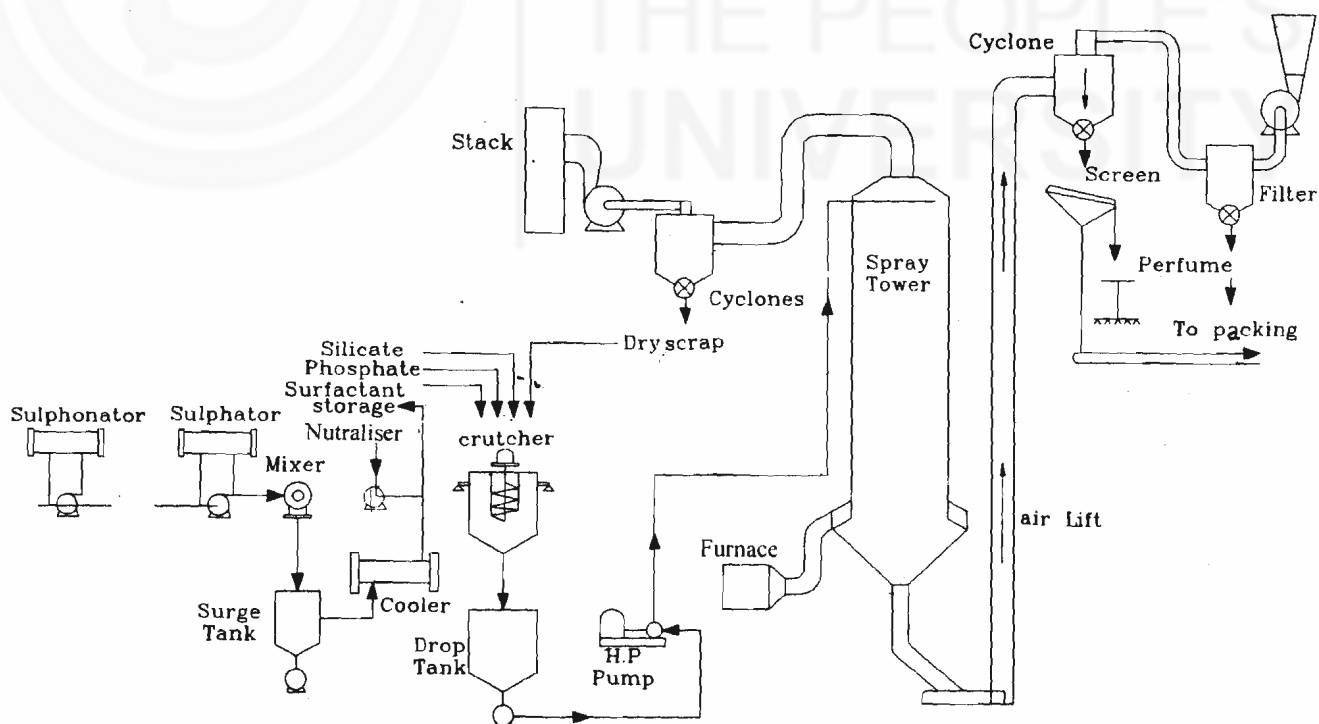 THE PEOPLE'S
UNIVERSITY
Cyclone
Stack
Screen
Filter
Spray
Tower
Perfume
Cyclones
To packing
Dry scrap
Silicate
Phosphate
Surfactant
storage
Sulphonator
Sulphator
Nutraliser
crutcher
Mixer
air Lift
Furnace
Cooler
Surge
Tank
Drop
Tank
H.P
Pump